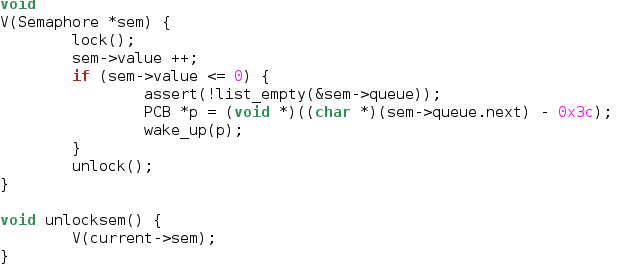 void
V(Semaphore *sem) {
        lock();
        sem->value ++;
        if (sem->value <= 0) {
                assert(!list_empty(&sem->queue));
                PCB *p = (void *)((char *)(sem->queue.next) - 0x3c);
                wake_up(p);
        }
        unlock();
}

void unlocksem() {
        V(current->sem);
}